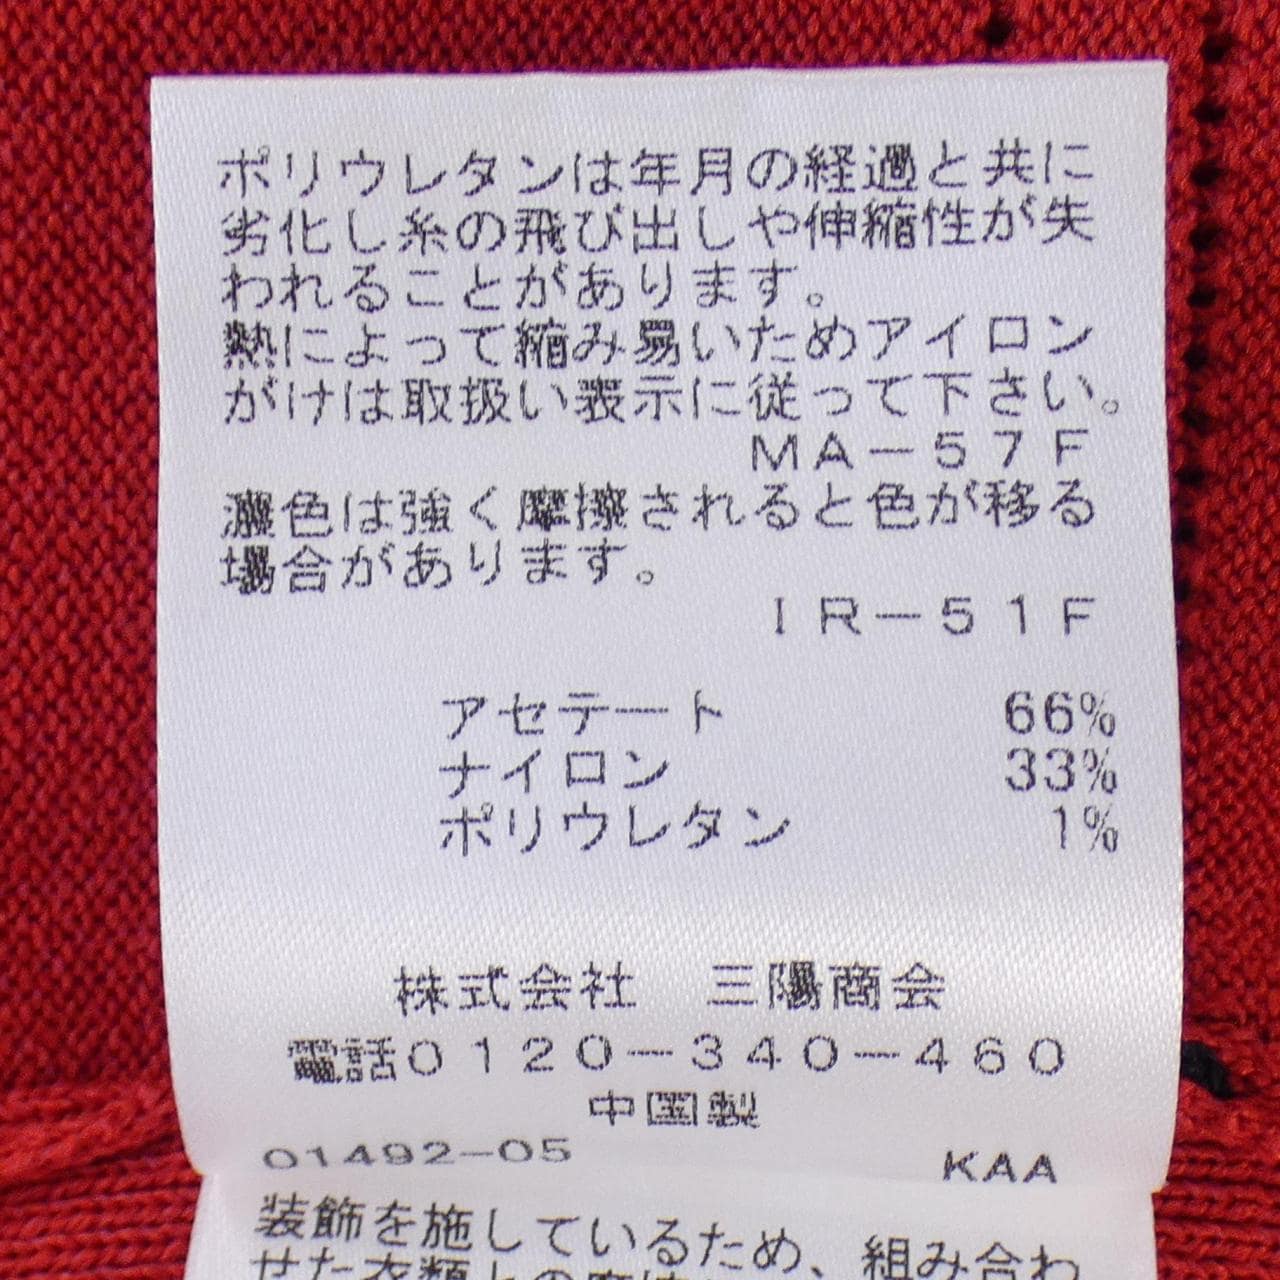 ポリウレタンは年月の経過と共に
劣化し糸の飛び出しや伸縮性が失
われることがあります。
熱によって縮み易いためアイロン
がけは取扱い表示に従って下さい。
MA-57F
濃色は強く摩擦されると色が移る
場合があります。
IR-51F
アセテート 66%
ナイロン 33%
ポリウレタン 1%
株式会社 三陽商会
電話0120-340-460
中国製
01492-05 KAA
装飾を施しているため、組み合わ
せた衣類との